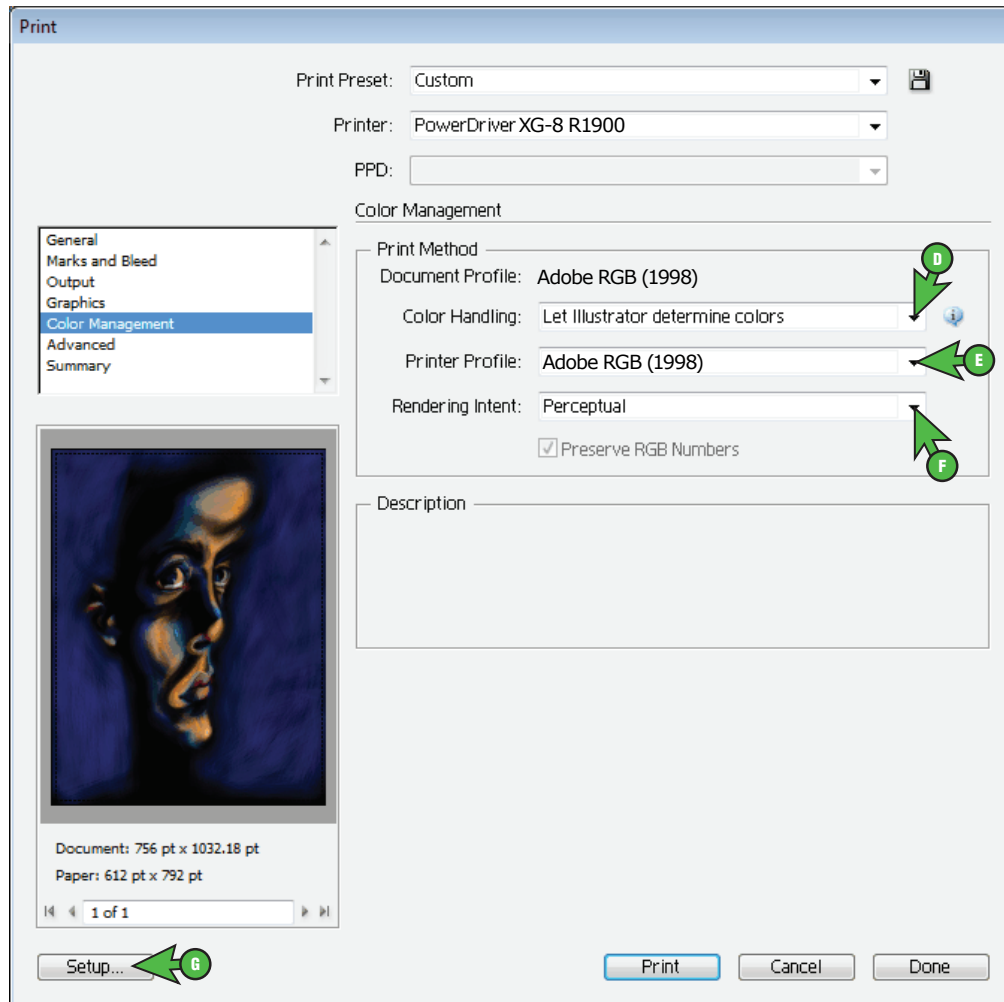 Print
Print Preset: Custom
Printer: PowerDriver XG-8 R1900
PPD:
Color Management
General
Marks and Bleed
Output
Graphics
Color Management
Advanced
Summary
Print Method
Document Profile: Adobe RGB (1998)
D
Color Handling: Let Illustrator determine colors
Printer Profile: Adobe RGB (1998)
E
Rendering Intent: Perceptual
Preserve RGB Numbers
F
Description
Document: 756 pt x 1032.18 pt
Paper: 612 pt x 792 pt
1 of 1
Setup...
G
Print
Cancel
Done